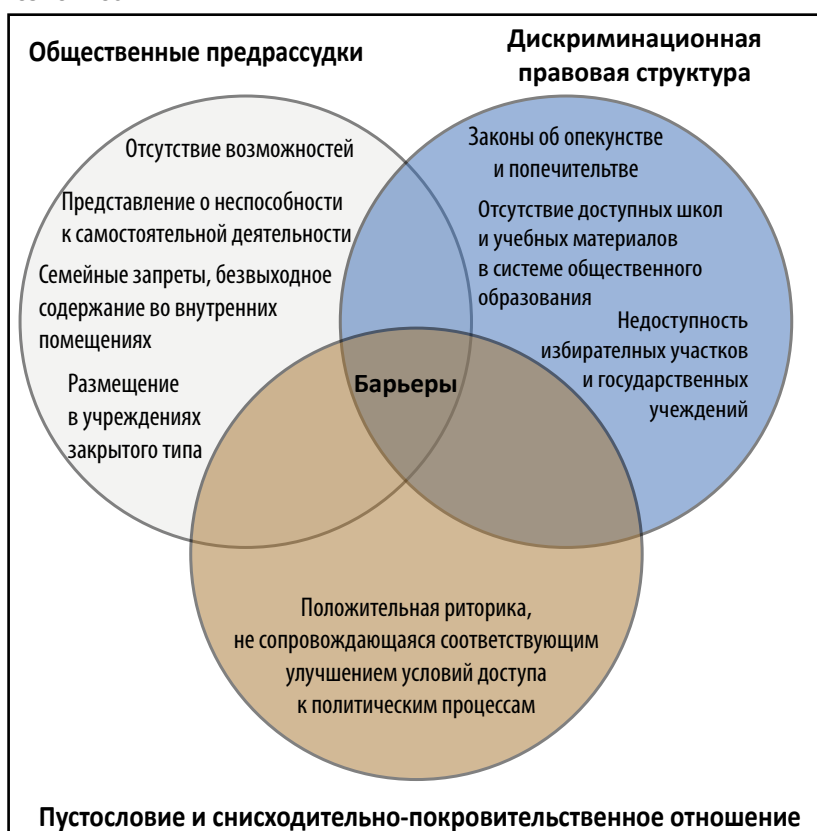 Общественные предрассудки
Дискриминационная
правовая структура
Отсутствие возможностей
Представление о неспособности
к самостоятельной деятельности
Семейные запреты, безвыходное
содержание во внутренних
помещениях
Размещение
в учреждениях
закрытого типа
Законы об опекунстве
и попечительтве
Отсутствие доступных школ
и учебных материалов
в системе общественного
образования
Недоступность
избирателных участков
и государственных
учеждений
Барьеры
Положительная риторика,
не сопровождающаяся соответствующим
улучшением условий доступа
к политическим процессам
Пустословие и снисходительно-покровительственное отношение